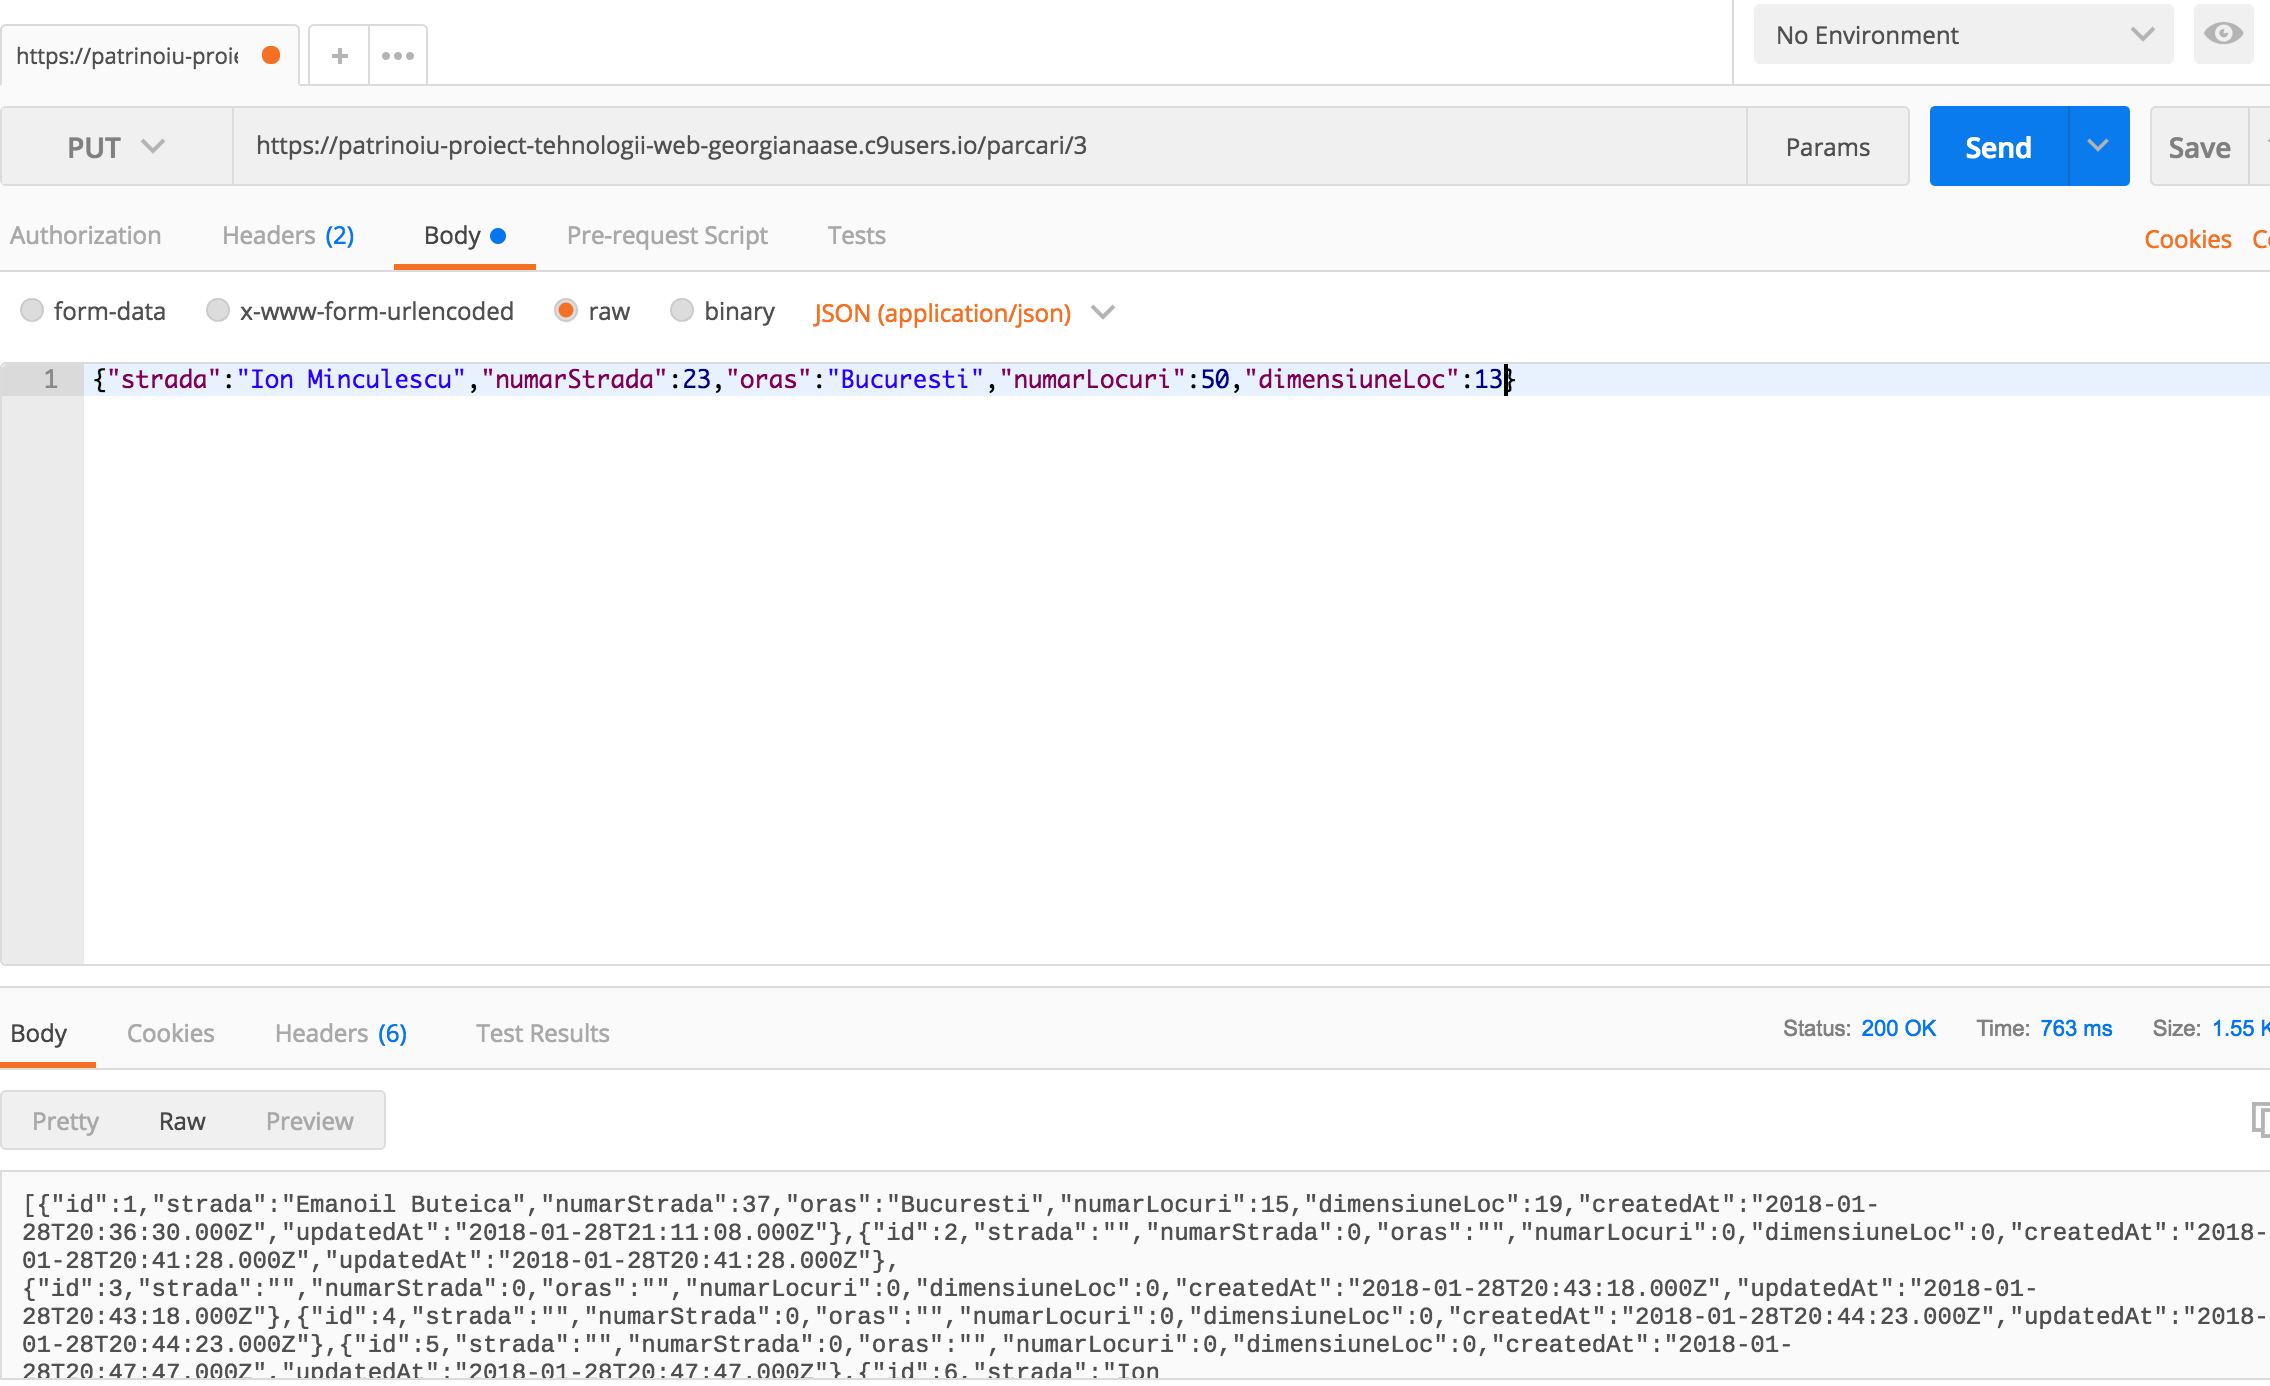 https://patrinoiu-proie
No Environment
PUT https://patrinoiu-proiect-tehnologii-web-georgianaase.c9users.io/parcari/3 Params Send Save
Authorization Headers (2) Body Pre-request Script Tests Cookies
form-data x-www-form-urlencoded raw binary JSON (application/json)
1 {"strada":"Ion Minculescu","numarStrada":23,"oras":"Bucuresti","numarLocuri":50,"dimensiuneLoc":13}
Body Cookies Headers (6) Test Results Status: 200 OK Time: 763 ms Size: 1.55
Pretty Raw Preview
[{"id":1,"strada":"Emanoil Buteica","numarStrada":37,"oras":"Bucuresti","numarLocuri":15,"dimensiuneLoc":19,"createdAt":"2018-01-
28T20:36:30.000Z","updatedAt":"2018-01-28T21:11:08.000Z"},{"id":2,"strada":"","numarStrada":0,"oras":"","numarLocuri":0,"dimensiuneLoc":0,"createdAt":"2018-
01-28T20:41:28.000Z","updatedAt":"2018-01-28T20:41:28.000Z"},
{"id":3,"strada":"","numarStrada":0,"oras":"","numarLocuri":0,"dimensiuneLoc":0,"createdAt":"2018-01-28T20:43:18.000Z","updatedAt":"2018-01-
28T20:43:18.000Z"},{"id":4,"strada":"","numarStrada":0,"oras":"","numarLocuri":0,"dimensiuneLoc":0,"createdAt":"2018-01-28T20:44:23.000Z","updatedAt":"2018-
01-28T20:44:23.000Z"},{"id":5,"strada":"","numarStrada":0,"oras":"","numarLocuri":0,"dimensiuneLoc":0,"createdAt":"2018-01-
28T20:47:47.000Z","updatedAt":"2018-01-28T20:47:47.000Z"},{"id":6,"strada":"Ion